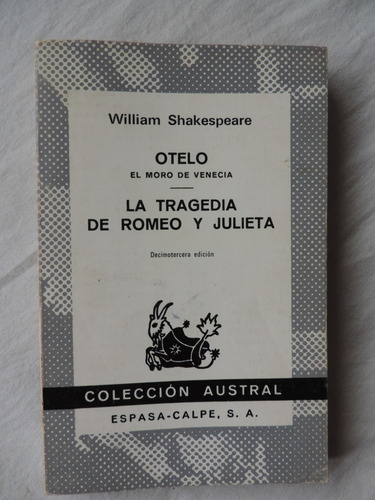 William Shakespeare
OTELO
EL MORO DE VENECIA
LA TRAGEDIA
DE ROMEO Y JULIETA
Decimotercera edición
COLECCIÓN AUSTRAL
ESPASA-CALPE, S. A.